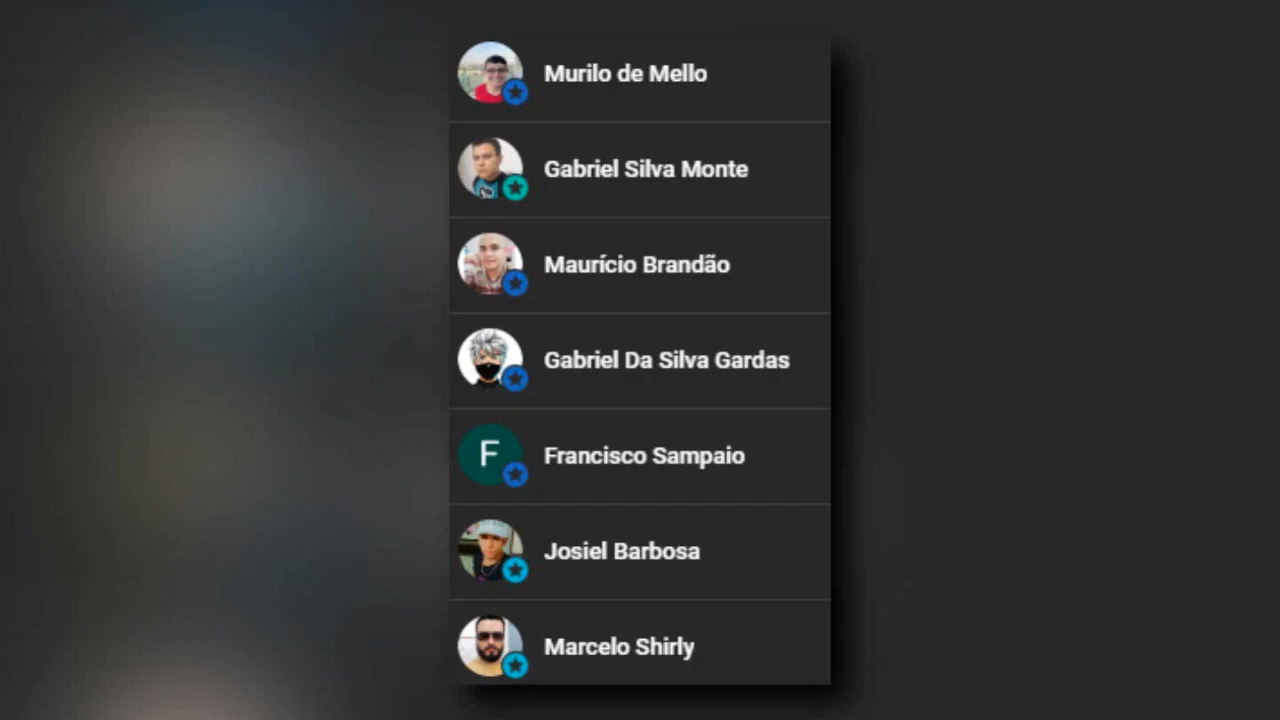 Murilo de Mello
Gabriel Silva Monte
Maurício Brandão
Gabriel Da Silva Gardas
F
Francisco Sampaio
Josiel Barbosa
Marcelo Shirly